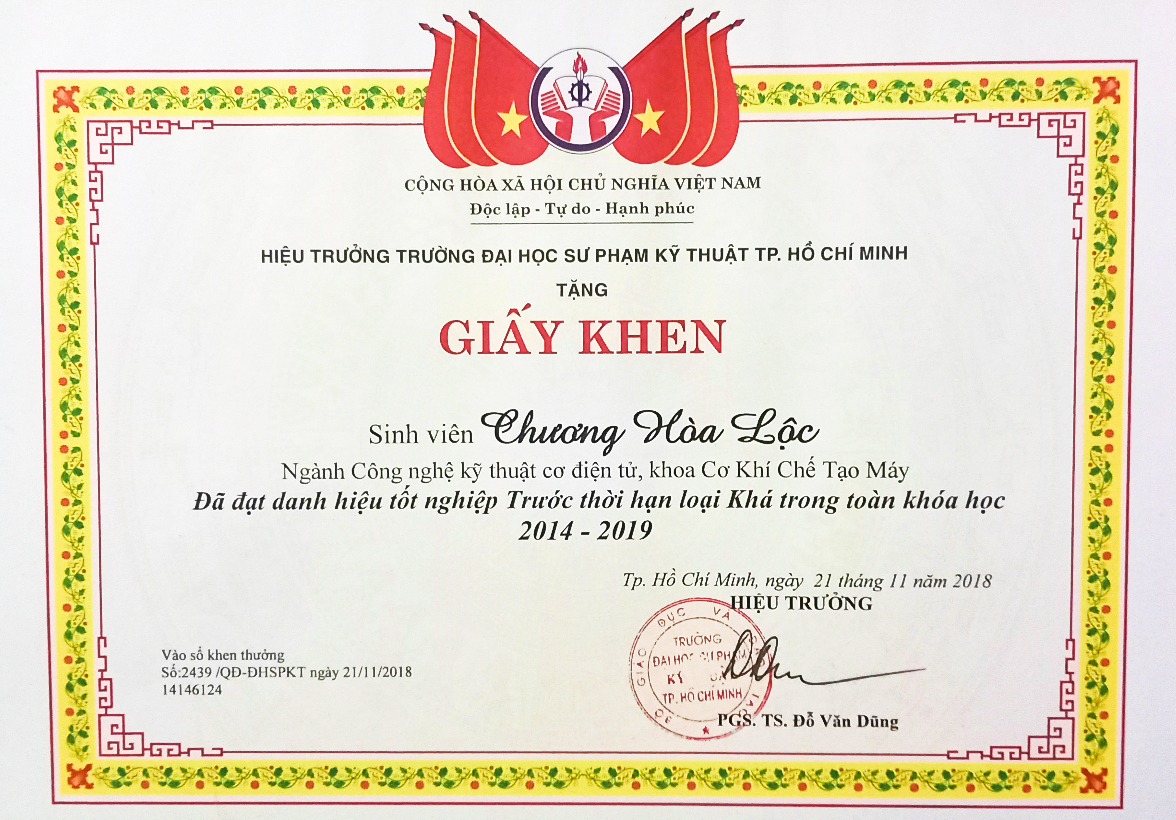 CỘNG HÒA XÃ HỘI CHỦ NGHĨA VIỆT NAM
Độc lập - Tự do - Hạnh phúc
HIỆU TRƯỞNG TRƯỜNG ĐẠI HỌC SƯ PHẠM KỸ THUẬT TP. HỒ CHÍ MINH
TẶNG
GIẤY KHEN
Sinh viên Chương Hòa Lộc
Ngành Công nghệ kỹ thuật cơ điện tử, khoa Cơ Khí Chế Tạo Máy
Đã đạt danh hiệu tốt nghiệp Trước thời hạn loại Khá trong toàn khóa học
2014 - 2019
Tp. Hồ Chí Minh, ngày 21 tháng 11 năm 2018
HIỆU TRƯỞNG
Vào sổ khen thưởng
Số:2439 /QĐ-ĐHSPKT ngày 21/11/2018
14146124
GIÁO DỤC VÀ
TRƯỜNG
ĐẠI HỌC SƯ PHẠM
TP. HỒ CHÍ MINH
PGS. TS. Đỗ Văn Dũng